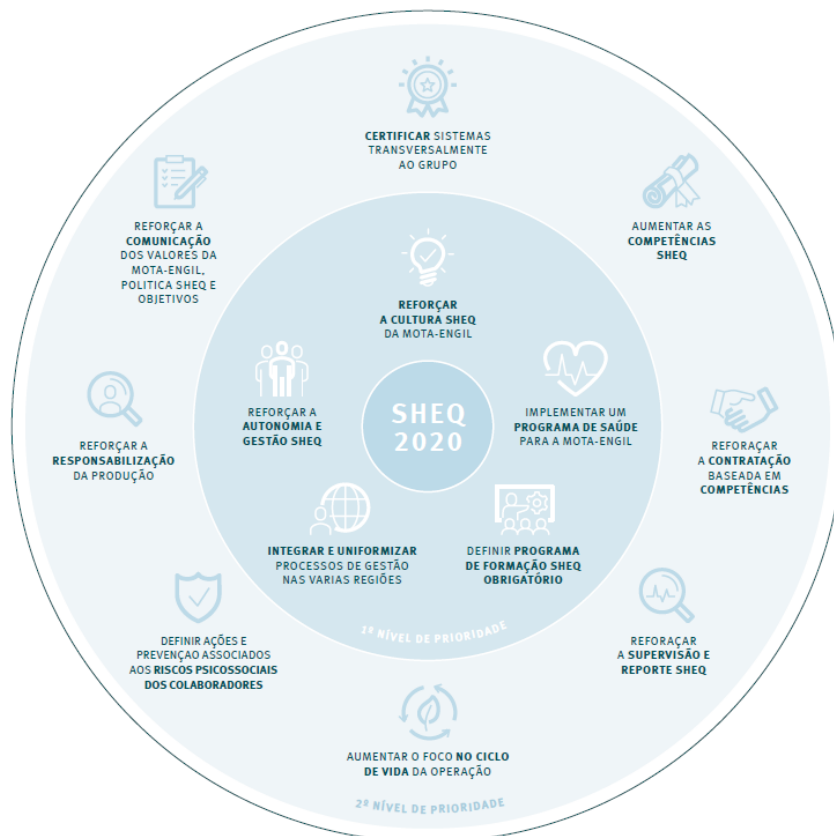 CERTIFICAR SISTEMAS
TRANSVERSALMENTE
AO GRUPO
REFORÇAR A
COMUNICAÇÃO
DOS VALORES DA
MOTA-ENGIL,
POLITICA SHEQ E
OBJETIVOS
AUMENTAR AS
COMPETÊNCIAS
SHEQ
REFORÇAR
A CULTURA SHEQ
DA MOTA-ENGIL
REFORÇAR A
AUTONOMIA E
GESTÃO SHEQ
SHEQ
2020
IMPLEMENTAR UM
PROGRAMA DE SAÚDE
PARA A MOTA-ENGIL
REFORÇAR A
RESPONSABILIZAÇÃO
DA PRODUÇÃO
REFORAÇAR
A CONTRATAÇÃO
BASEADA EM
COMPETÊNCIAS
INTEGRAR E UNIFORMIZAR
PROCESSOS DE GESTÃO
NAS VARIAS REGIÕES
DEFINIR PROGRAMA
DE FORMAÇÃO SHEQ
OBRIGATÓRIO
1º NÍVEL DE PRIORIDADE
DEFINIR AÇÕES E
PREVENÇAO ASSOCIADOS
AOS RISCOS PSICOSSOCIAIS
DOS COLABORADORES
REFORAÇAR
A SUPERVISÃO E
REPORTE SHEQ
AUMENTAR O FOCO NO CICLO
DE VIDA DA OPERAÇÃO
2º NÍVEL DE PRIORIDADE